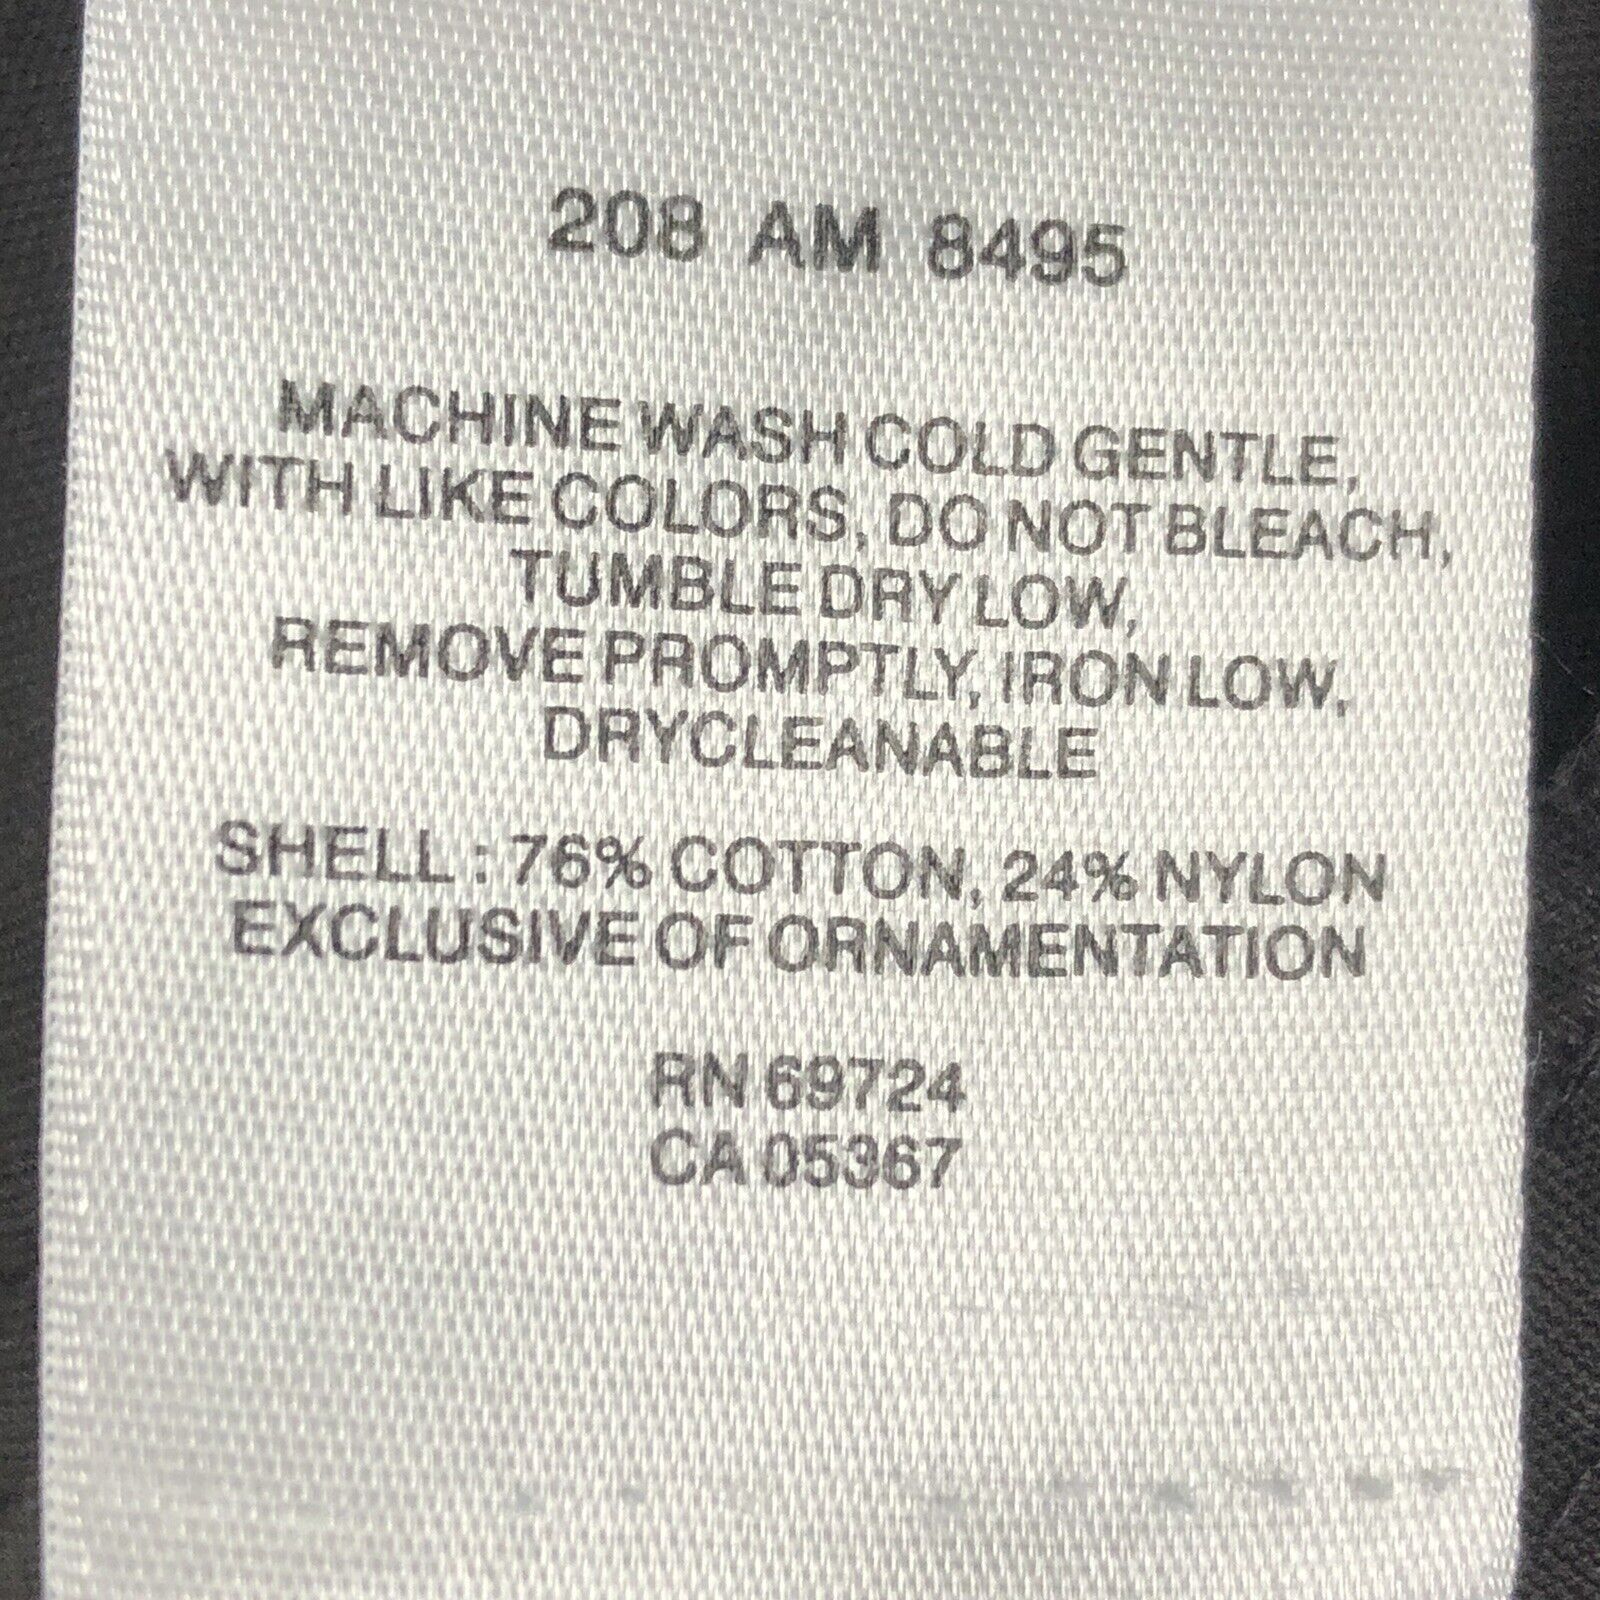 208 AM 8495
MACHINE WASH COLD GENTLE,
WITH LIKE COLORS, DO NOT BLEACH,
TUMBLE DRY LOW,
REMOVE PROMPTLY, IRON LOW,
DRYCLEANABLE
SHELL : 76% COTTON, 24% NYLON
EXCLUSIVE OF ORNAMENTATION
RN 69724
CA 05367